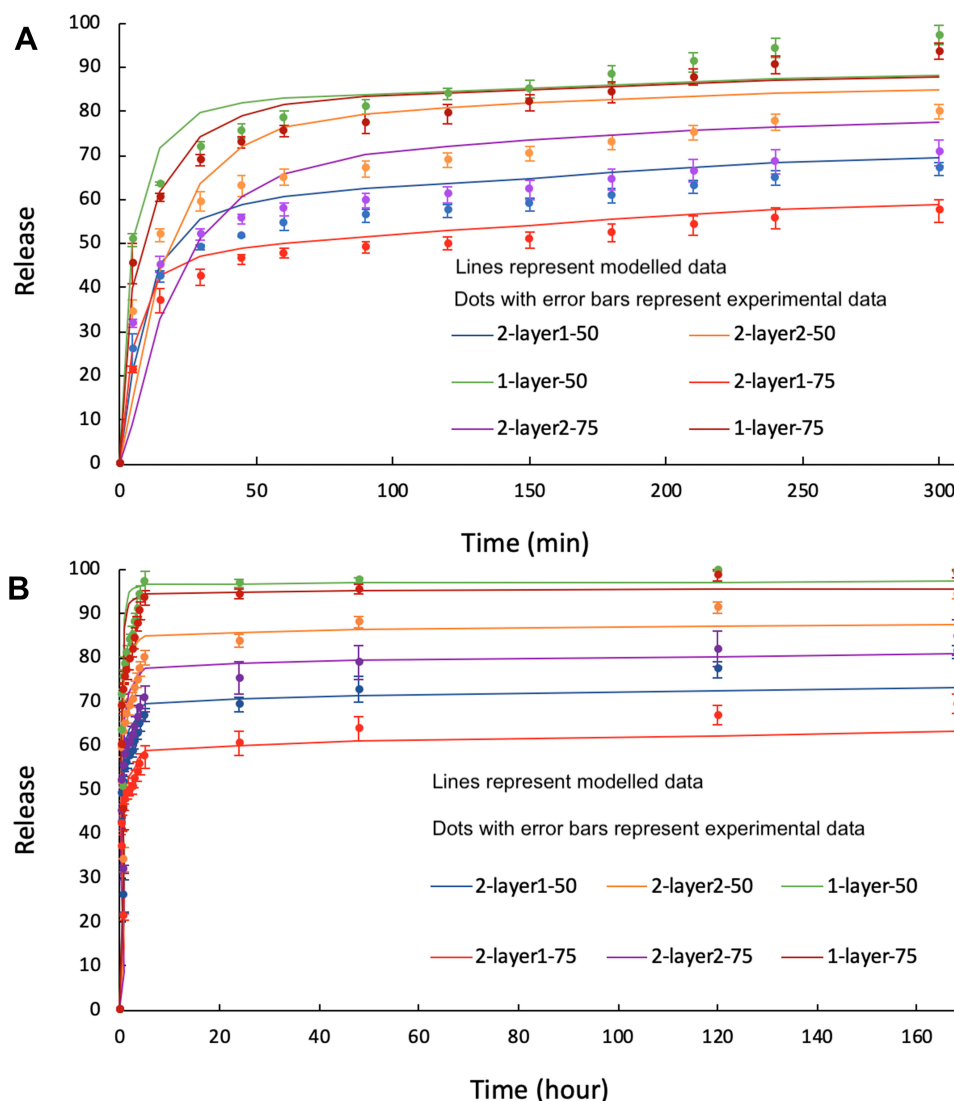 A
100
90
80
70
60
50
40
30
20
10
0
Release
0 50 100 150 200 250 300
Time (min)
Lines represent modelled data
Dots with error bars represent experimental data
2-layer1-50 2-layer2-50
1-layer-50 2-layer1-75
2-layer2-75 1-layer-75
B
100
90
80
70
60
50
40
30
20
10
0
Release
0 20 40 60 80 100 120 140 160
Time (hour)
Lines represent modelled data
Dots with error bars represent experimental data
2-layer1-50 2-layer2-50 1-layer-50
2-layer1-75 2-layer2-75 1-layer-75